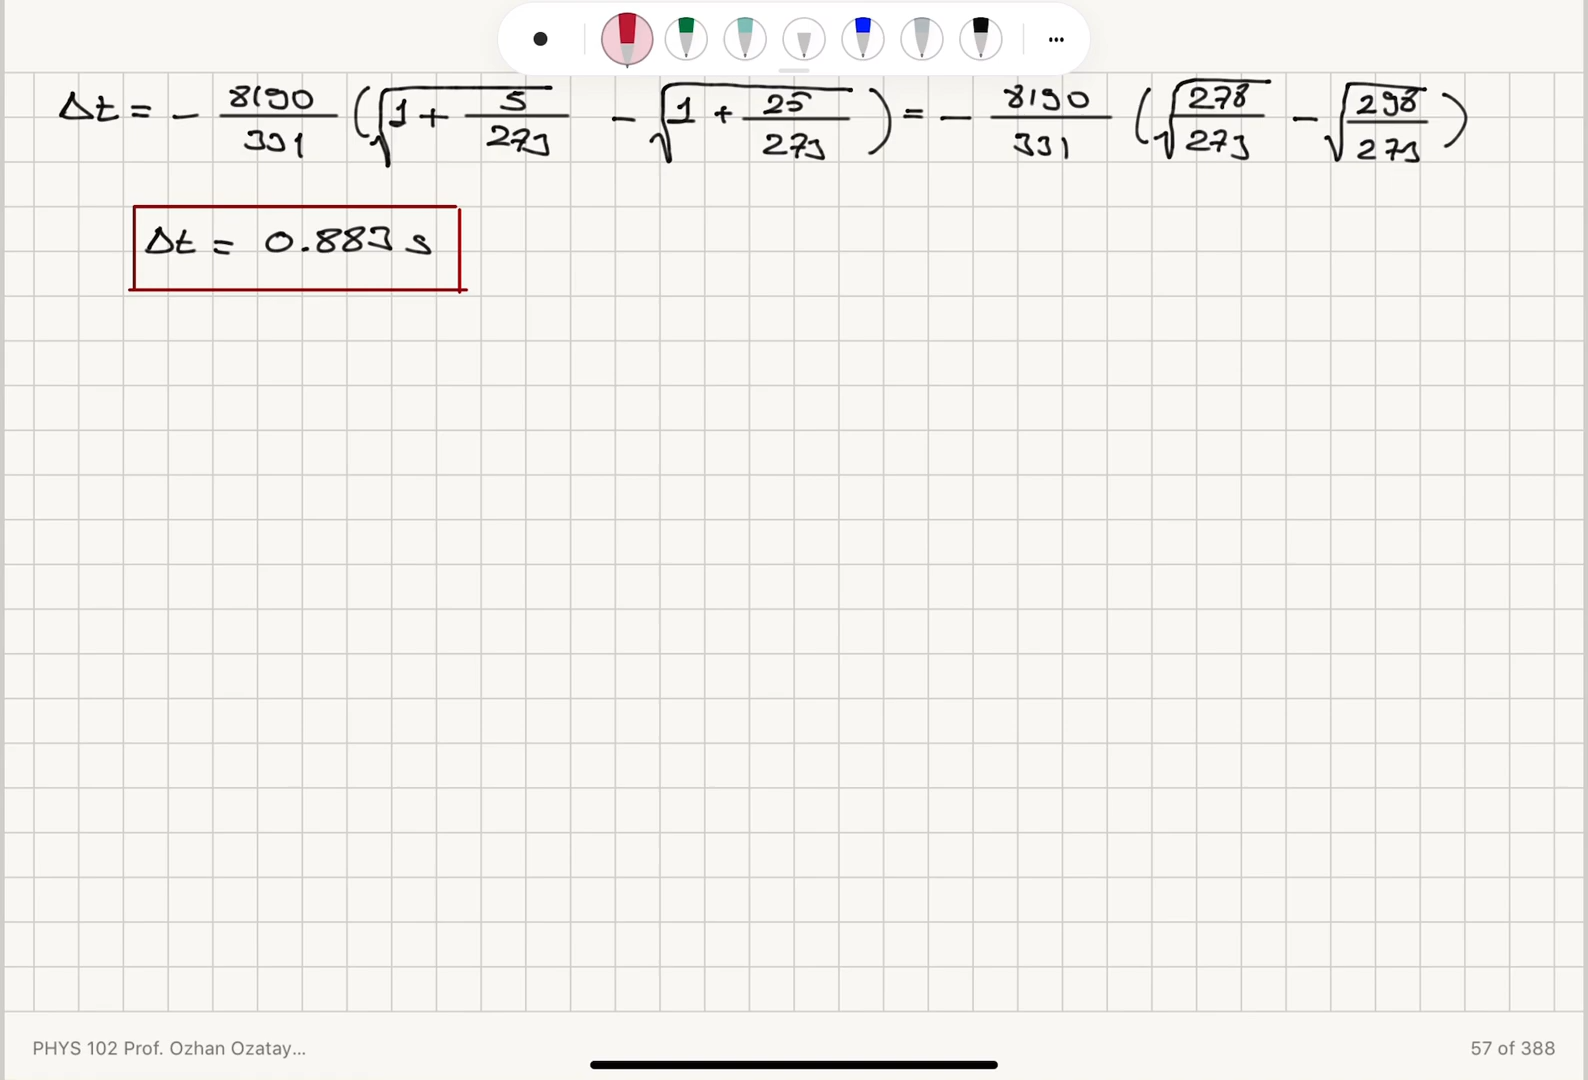 Δt = - 8190/331 (√(1 + 5/273) - √(1 + 25/273)) = - 8190/331 (√(278/273) - √(298/273))
Δt = 0.883 s
PHYS 102 Prof. Ozhan Ozatay...
57 of 388